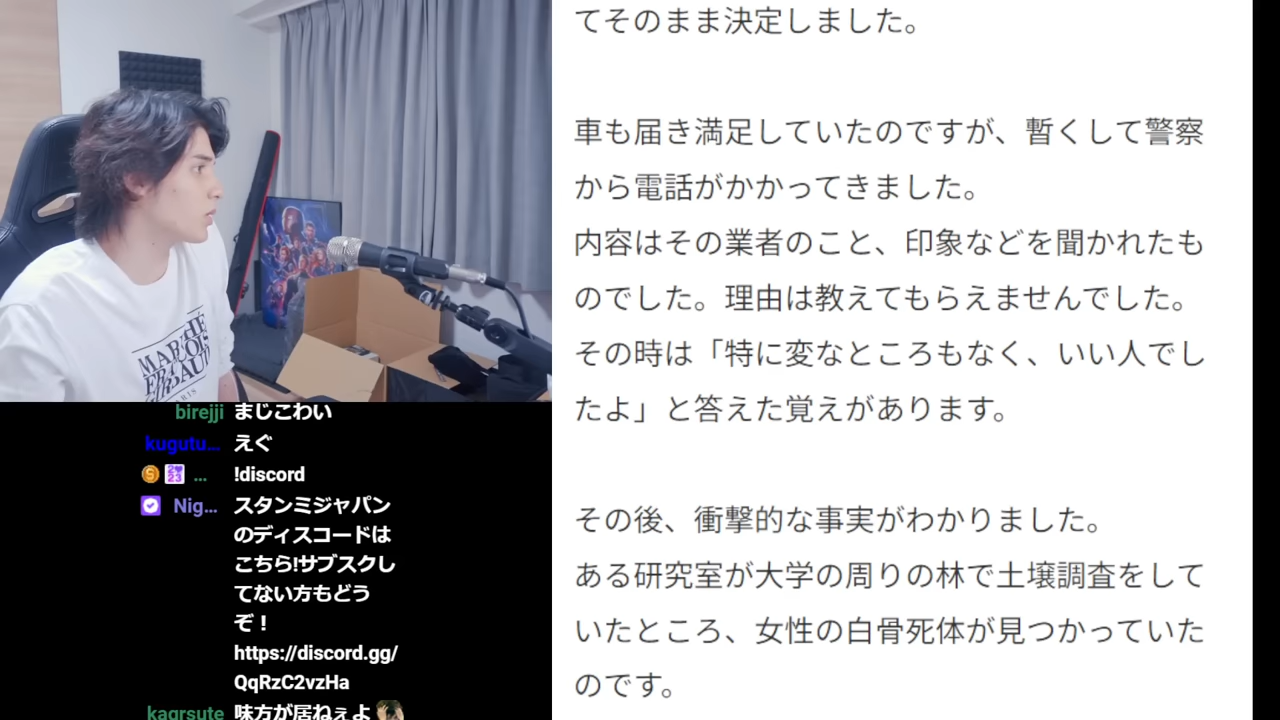 てそのまま決定しました。
車も届き満足していたのですが、暫くして警察
から電話がかかってきました。
内容はその業者のこと、印象などを聞かれたも
のでした。理由は教えてもらえませんでした。
その時は「特に変なところもなく、いい人でし
たよ」と答えた覚えがあります。
その後、衝撃的な事実がわかりました。
ある研究室が大学の周りの林で土壌調査をして
いたところ、女性の白骨死体が見つかっていた
のです。
birejji まじこわい
kugutu... えぐ
... !discord
Nig... スタンミジャパン
のディスコードは
こちら!サブスクし
てない方もどう
ぞ！
https://discord.gg/
QqRzC2vzHa
kagrsute 味方が居ねぇよ